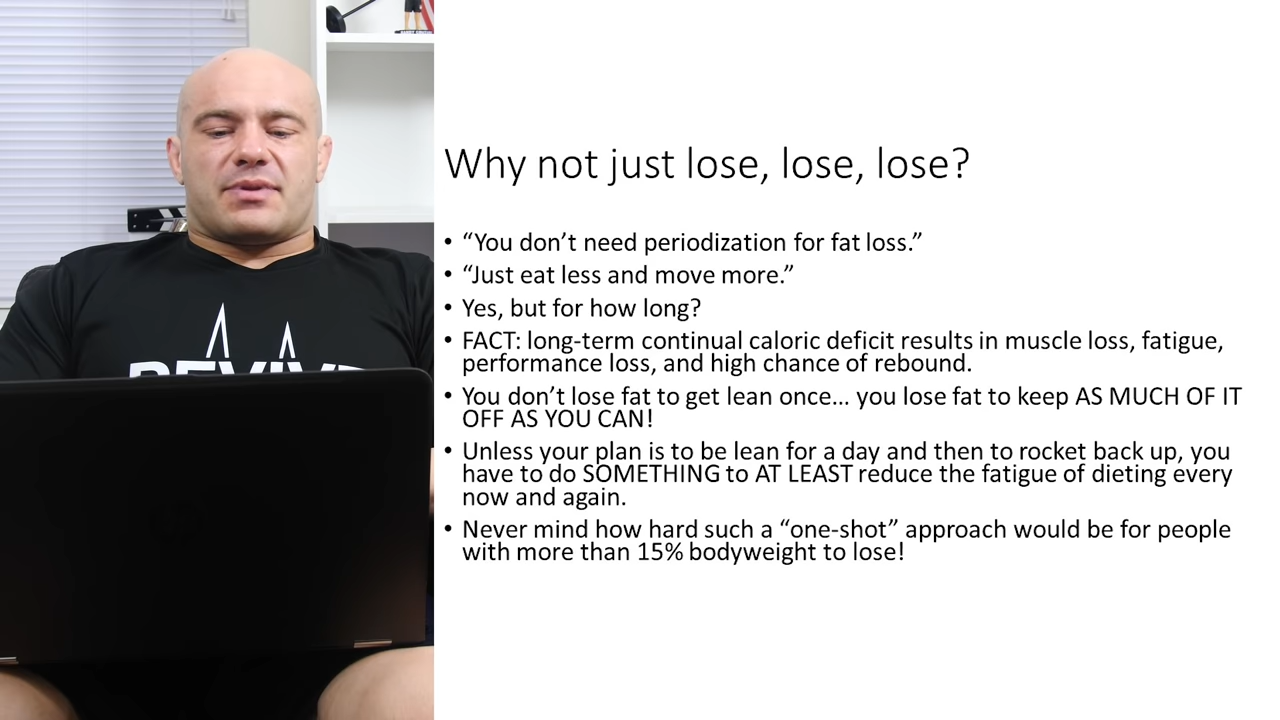 Why not just lose, lose, lose?
• “You don’t need periodization for fat loss.”
• “Just eat less and move more.”
• Yes, but for how long?
• FACT: long-term continual caloric deficit results in muscle loss, fatigue,
performance loss, and high chance of rebound.
• You don’t lose fat to get lean once… you lose fat to keep AS MUCH OF IT
OFF AS YOU CAN!
• Unless your plan is to be lean for a day and then to rocket back up, you
have to do SOMETHING to AT LEAST reduce the fatigue of dieting every
now and again.
• Never mind how hard such a “one-shot” approach would be for people
with more than 15% bodyweight to lose!